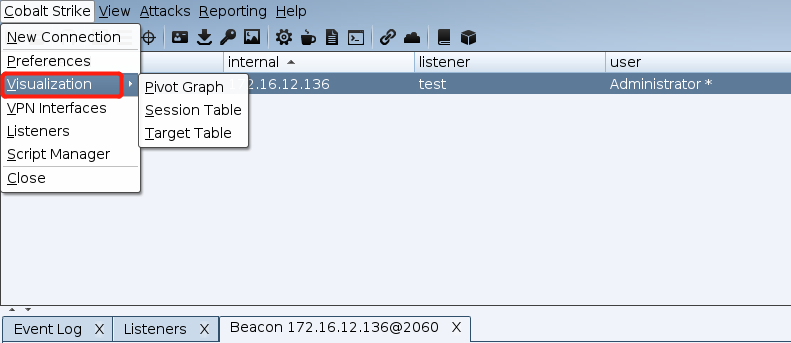 Cobalt Strike View Attacks Reporting Help
New Connection
Preferences
Visualization
VPN Interfaces
Listeners
Script Manager
Close
Pivot Graph
Session Table
Target Table
internal listener user
2.16.12.136 test Administrator *
Event Log X Listeners X Beacon 172.16.12.136@2060 X